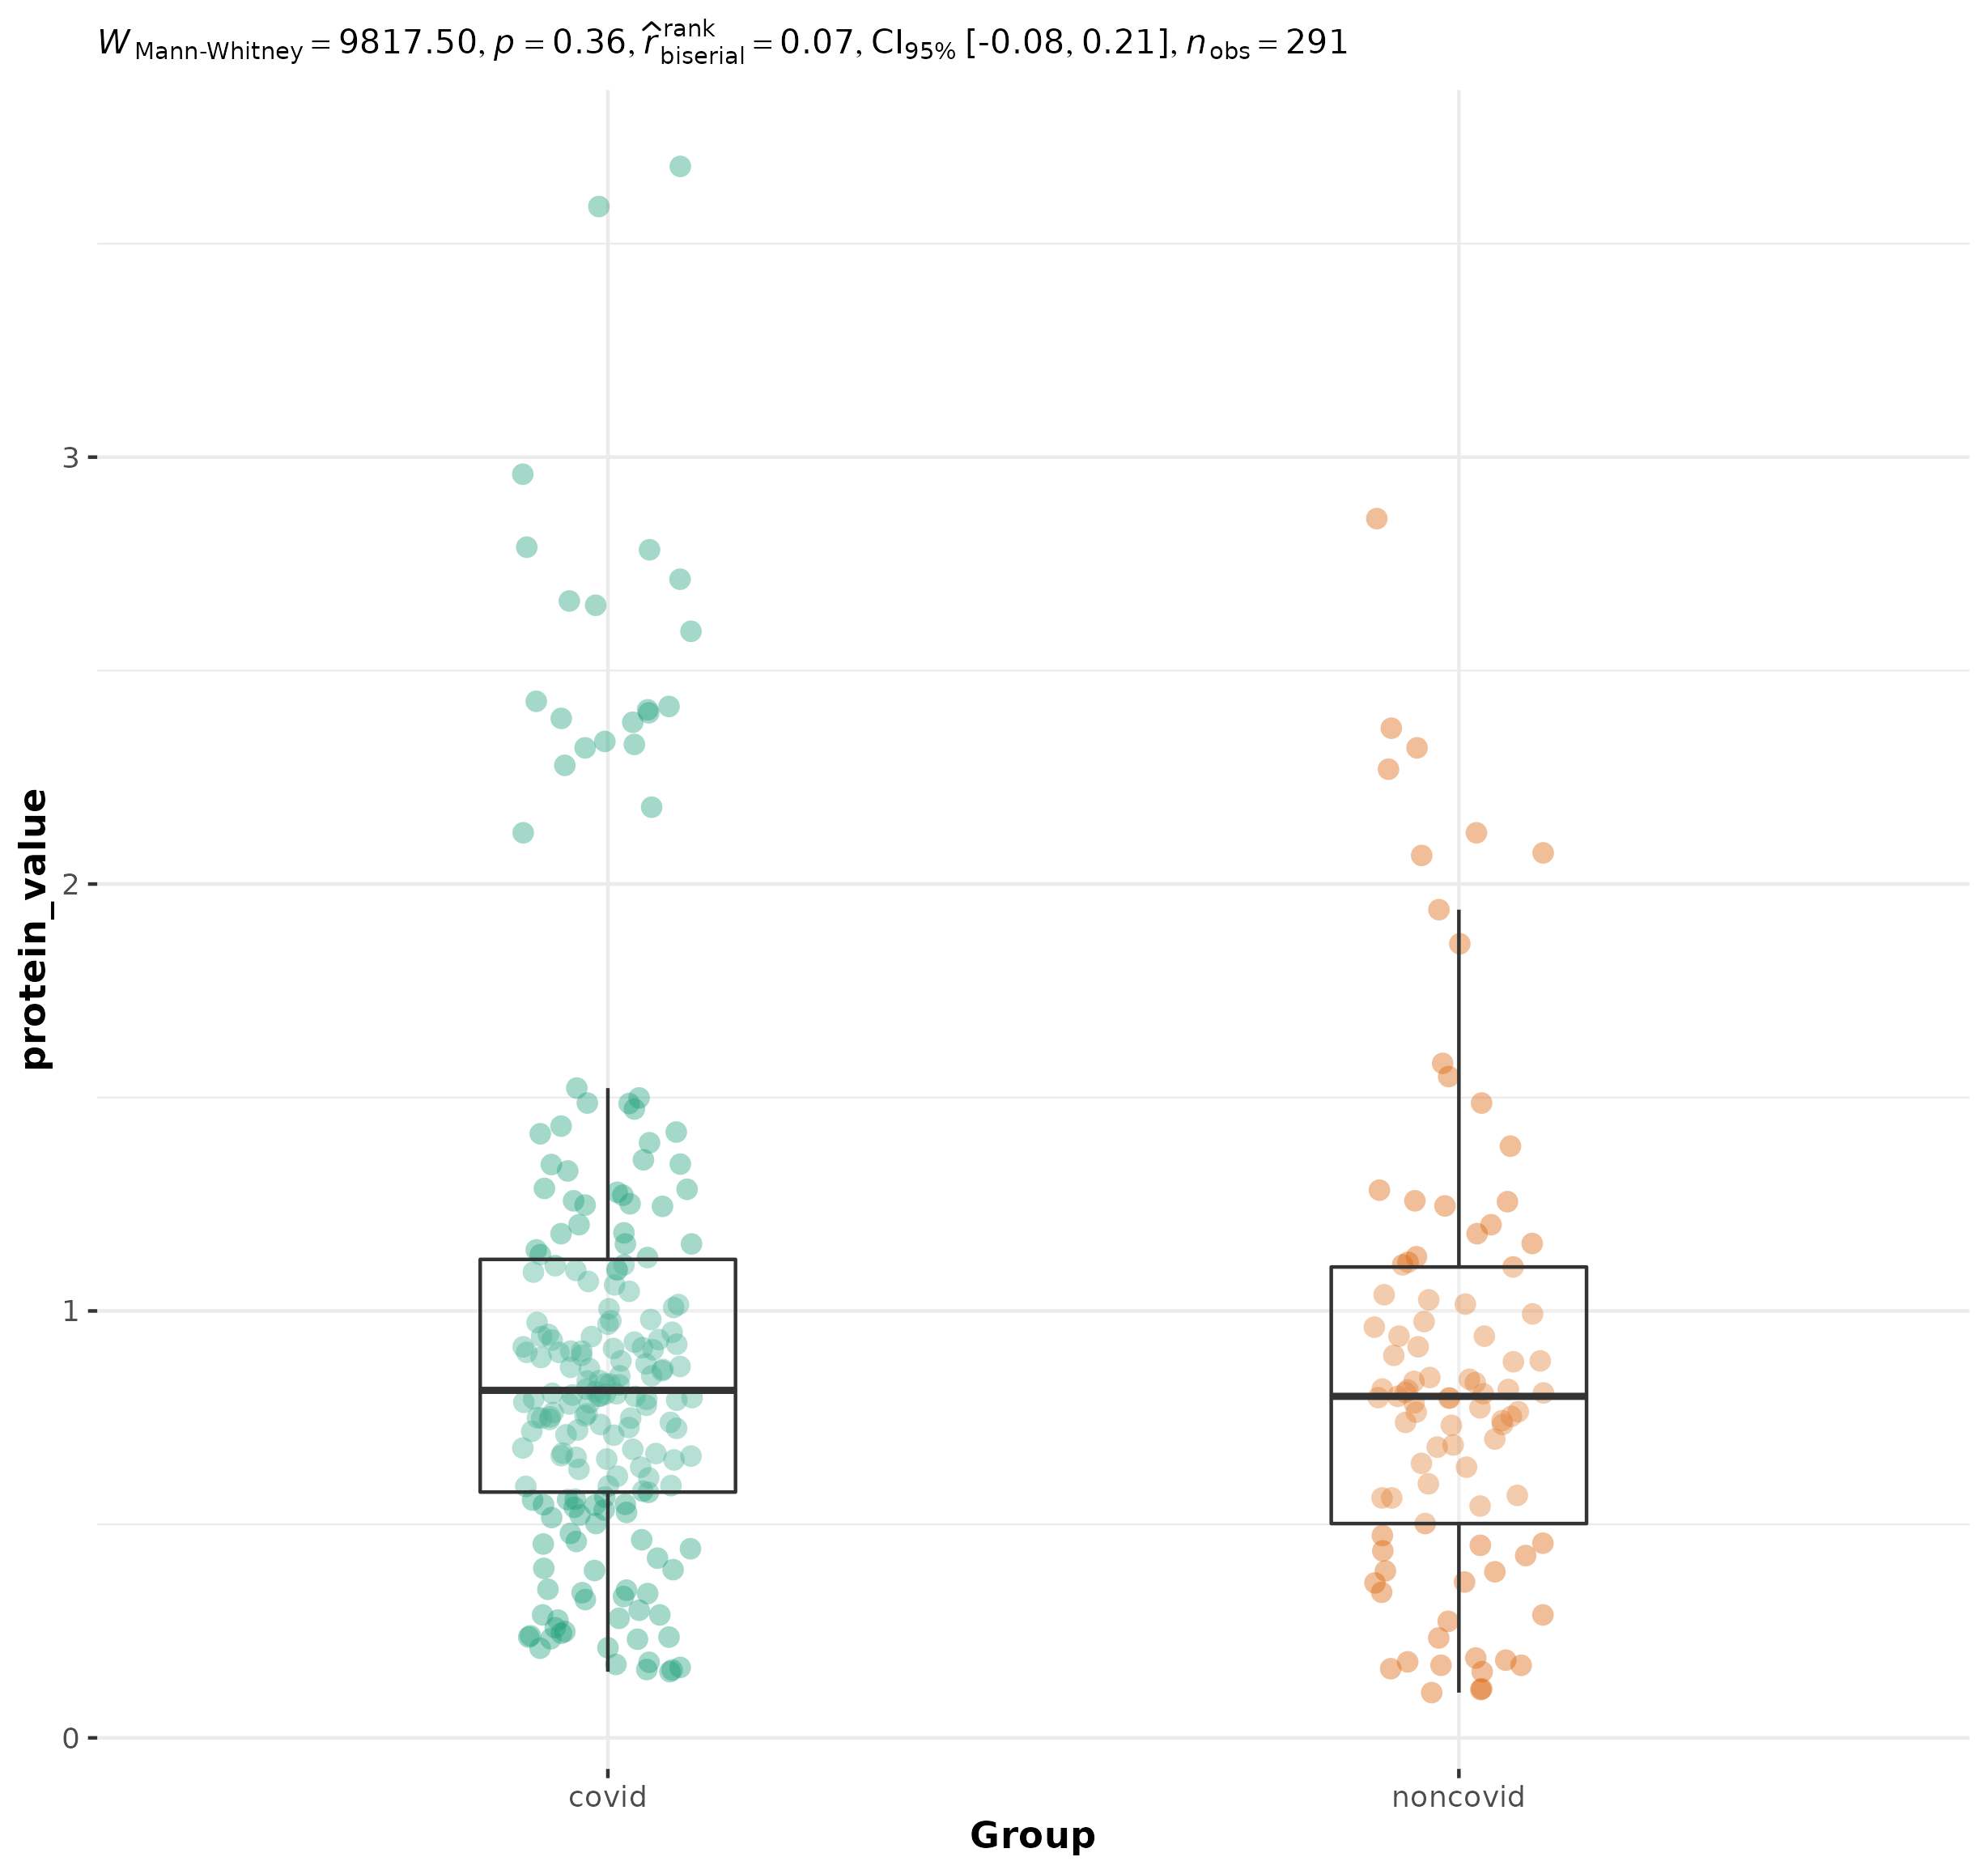 W Mann-Whitney = 9817.50, p = 0.36, r̂ rank biserial = 0.07, CI95% [-0.08, 0.21], nobs = 291
protein_value
3
2
1
0
covid noncovid
Group